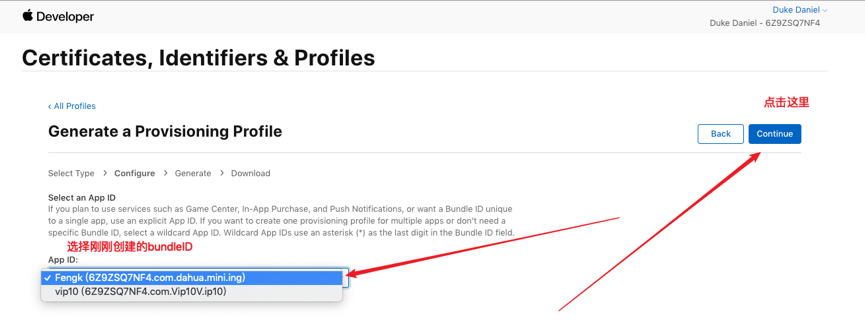 Developer
Duke Daniel
Duke Daniel - 6Z9ZSQ7NF4
Certificates, Identifiers & Profiles
‹ All Profiles
点击这里
Generate a Provisioning Profile
Back
Continue
Select Type > Configure > Generate > Download
Select an App ID
If you plan to use services such as Game Center, In-App Purchase, and Push Notifications, or want a Bundle ID unique
to a single app, use an explicit App ID. If you want to create one provisioning profile for multiple apps or don't need a
specific Bundle ID, select a wildcard App ID. Wildcard App IDs use an asterisk (*) as the last digit in the Bundle ID field.
选择刚刚创建的bundleID
App ID:
✓ Fengk (6Z9ZSQ7NF4.com.dahua.mini.ing)
vip10 (6Z9ZSQ7NF4.com.Vip10V.ip10)